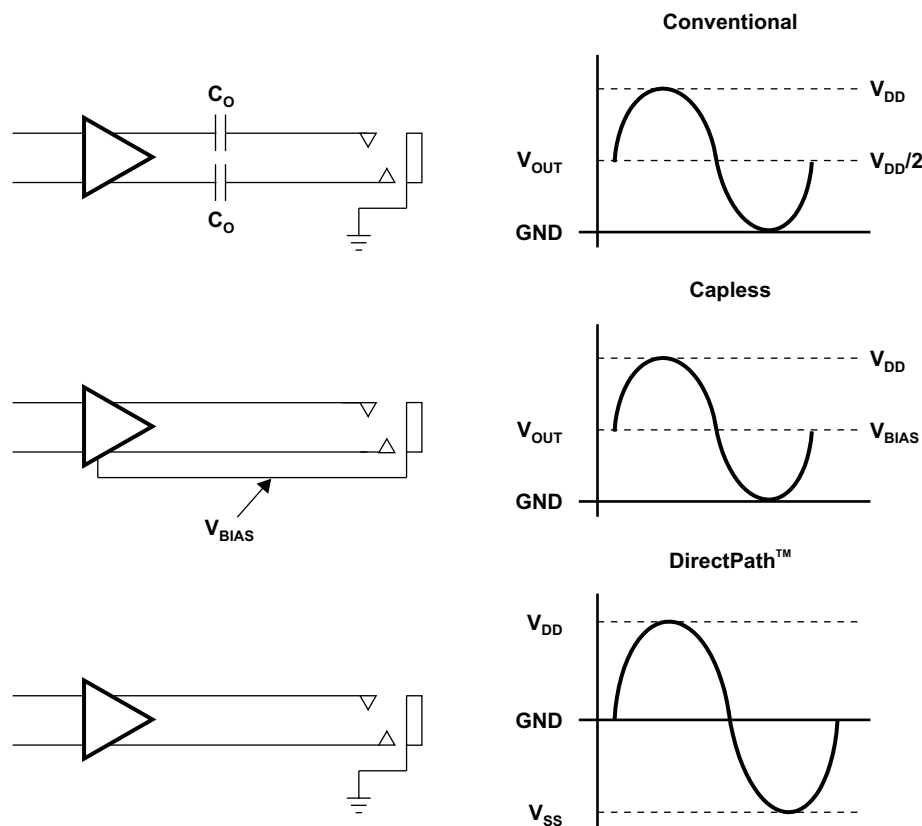 Conventional
C_O
V_DD
V_OUT
V_DD/2
C_O
GND
Capless
V_DD
V_OUT
V_BIAS
GND
V_BIAS
DirectPath™
V_DD
GND
V_SS